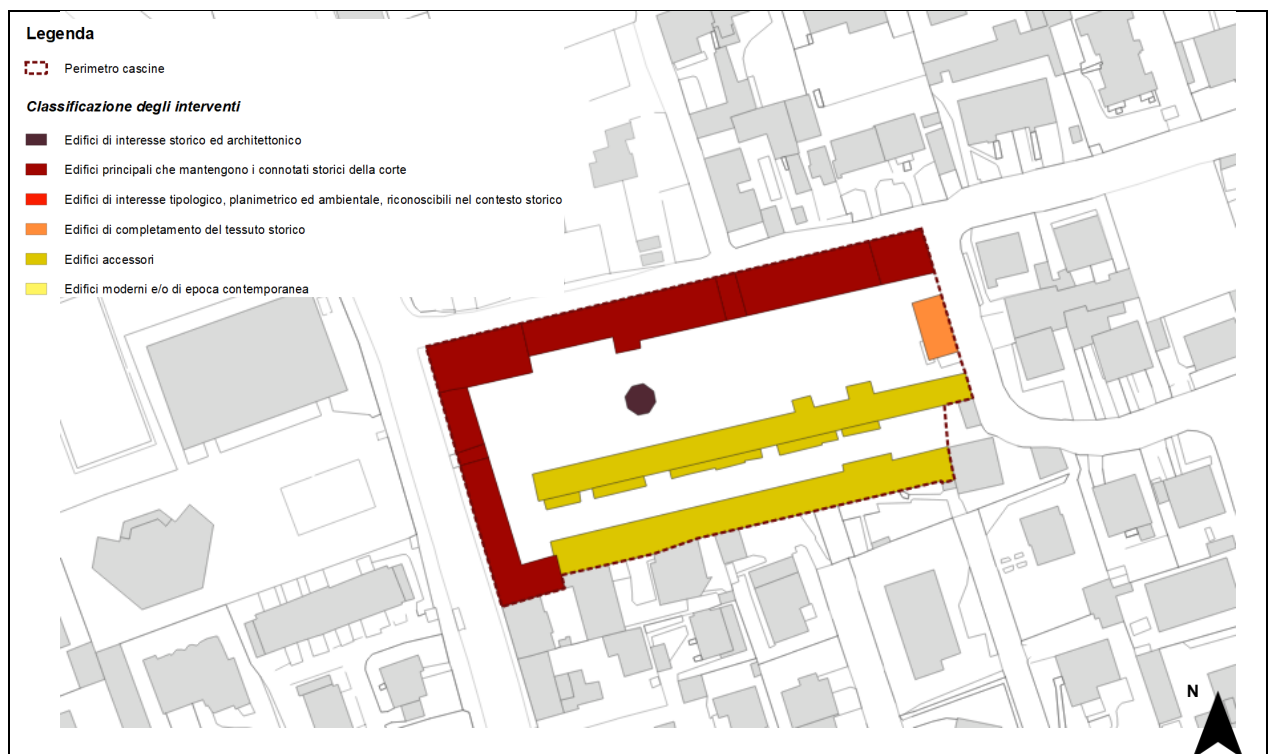 Legenda
Perimetro cascine
Classificazione degli interventi
Edifici di interesse storico ed architettonico
Edifici principali che mantengono i connotati storici della corte
Edifici di interesse tipologico, planimetrico ed ambientale, riconoscibili nel contesto storico
Edifici di completamento del tessuto storico
Edifici accessori
Edifici moderni e/o di epoca contemporanea
N